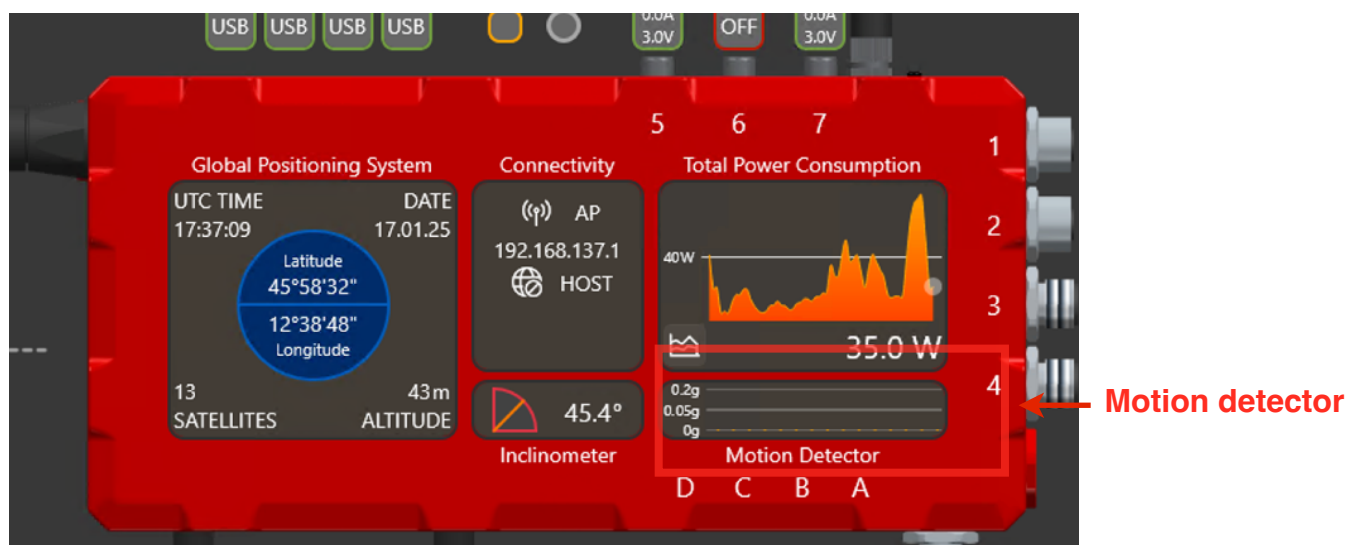 USB USB USB USB
0.0A
3.0V
OFF
0.0A
3.0V
5 6 7
1
2
3
4
Global Positioning System
UTC TIME DATE
17:37:09 17.01.25
Latitude
45°58'32"
12°38'48"
Longitude
13 43m
SATELLITES ALTITUDE
Connectivity
AP
192.168.137.1
HOST
45.4°
Inclinometer
Total Power Consumption
40W
35.0 W
0.2g
0.05g
0g
Motion Detector
D C B A
Motion detector